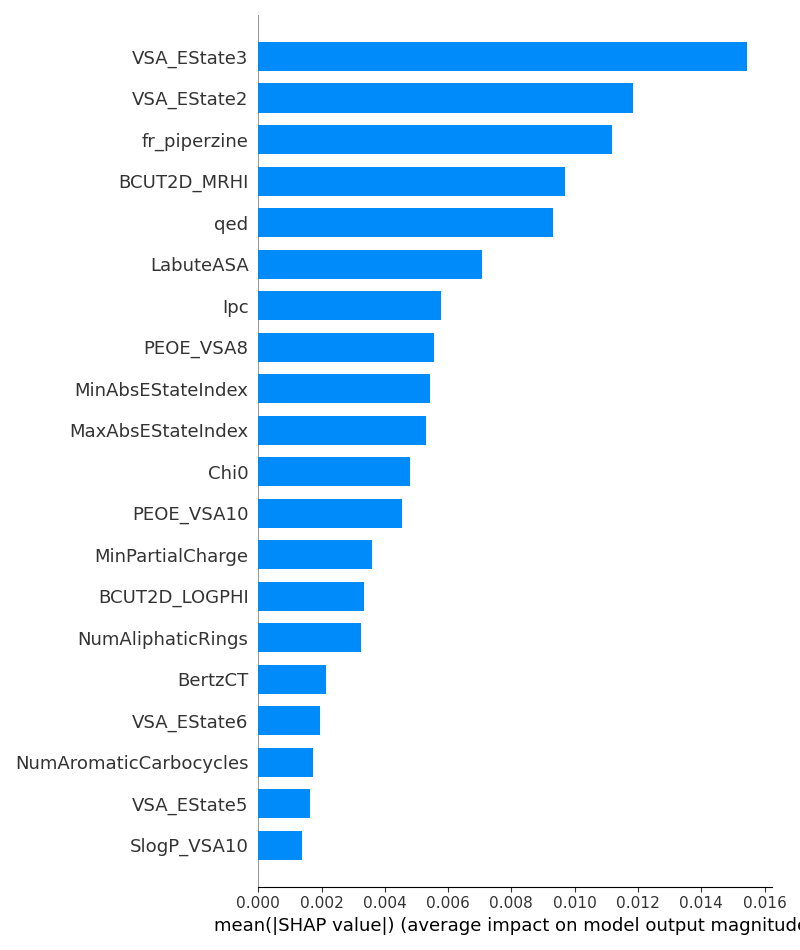 VSA_EState3
VSA_EState2
fr_piperzine
BCUT2D_MRHI
qed
LabuteASA
Ipc
PEOE_VSA8
MinAbsEStateIndex
MaxAbsEStateIndex
Chi0
PEOE_VSA10
MinPartialCharge
BCUT2D_LOGPHI
NumAliphaticRings
BertzCT
VSA_EState6
NumAromaticCarbocycles
VSA_EState5
SlogP_VSA10
0.000 0.002 0.004 0.006 0.008 0.010 0.012 0.014 0.016
mean(|SHAP value|) (average impact on model output magnitude